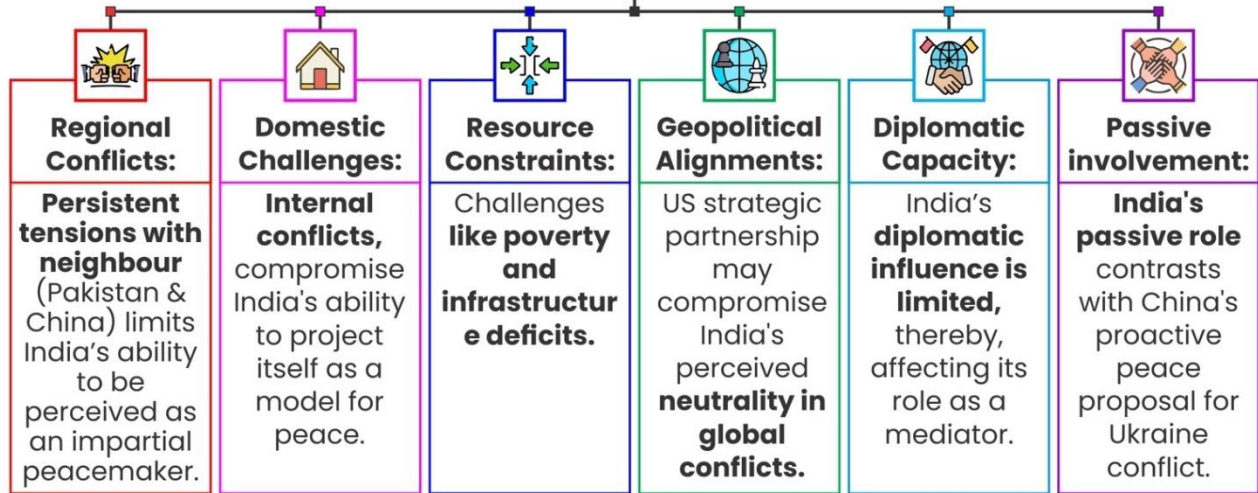 Regional
Conflicts:
Persistent
tensions with
neighbour
(Pakistan &
China) limits
India’s ability
to be
perceived as
an impartial
peacemaker.
Domestic
Challenges:
Internal
conflicts,
compromise
India's ability
to project
itself as a
model for
peace.
Resource
Constraints:
Challenges
like poverty
and
infrastructur
e deficits.
Geopolitical
Alignments:
US strategic
partnership
may
compromise
India's
perceived
neutrality in
global
conflicts.
Diplomatic
Capacity:
India’s
diplomatic
influence is
limited,
thereby,
affecting its
role as a
mediator.
Passive
involvement:
India's
passive role
contrasts
with China's
proactive
peace
proposal for
Ukraine
conflict.